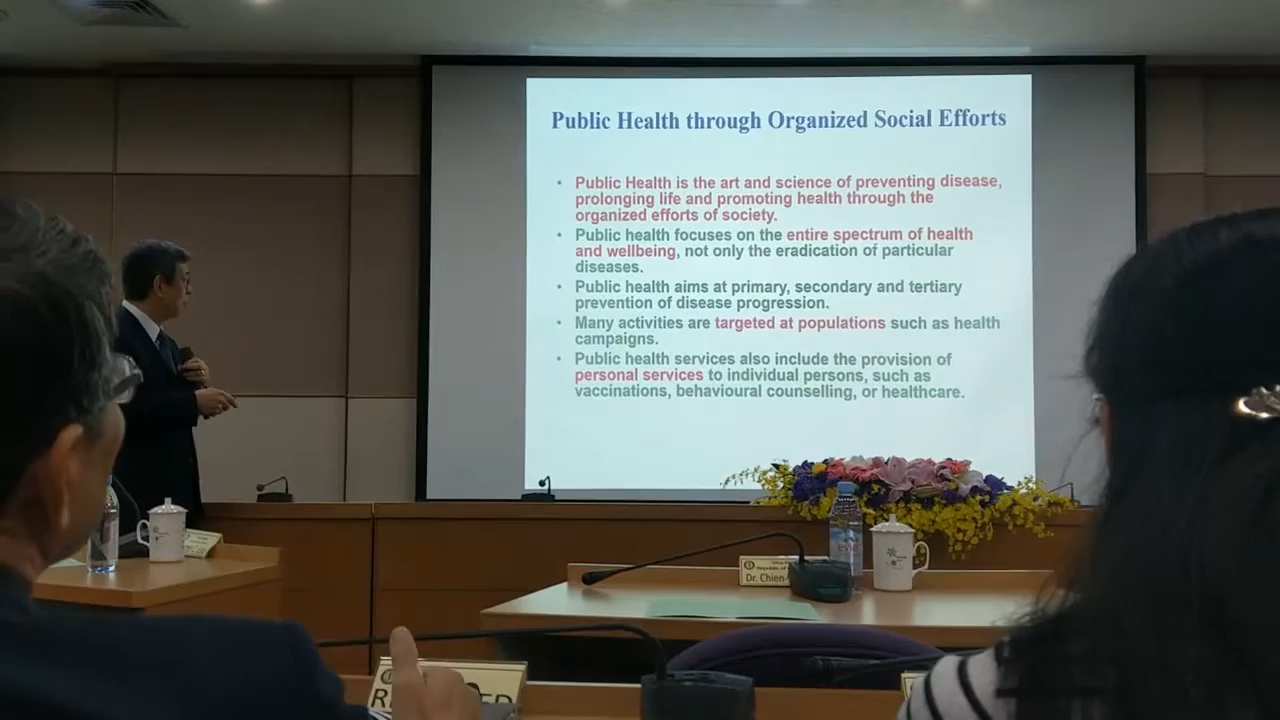 Public Health through Organized Social Efforts
• Public Health is the art and science of preventing disease,
prolonging life and promoting health through the
organized efforts of society.
• Public health focuses on the entire spectrum of health
and wellbeing, not only the eradication of particular
diseases.
• Public health aims at primary, secondary and tertiary
prevention of disease progression.
• Many activities are targeted at populations such as health
campaigns.
• Public health services also include the provision of
personal services to individual persons, such as
vaccinations, behavioural counselling, or healthcare.
evian
Republic of
Dr. Chien-